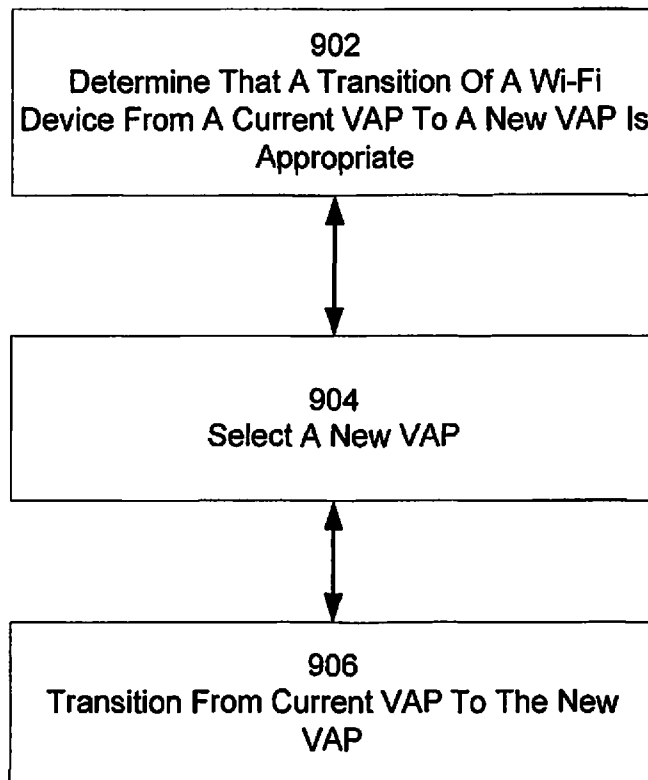 902
Determine That A Transition Of A Wi-Fi
Device From A Current VAP To A New VAP Is
Appropriate
904
Select A New VAP
906
Transition From Current VAP To The New
VAP